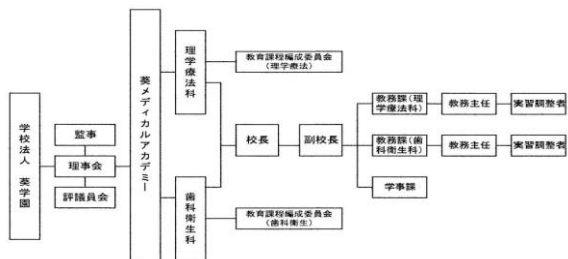 学校法人 葵学園
監事
理事会
評議員会
葵メディカルアカデミー
理学療法科
歯科衛生科
教育課程編成委員会
(理学療法)
校長
副校長
教育課程編成委員会
(歯科衛生)
教務課(理学療法科)
教務主任
実習調整者
教務課(歯科衛生科)
教務主任
実習調整者
学事課